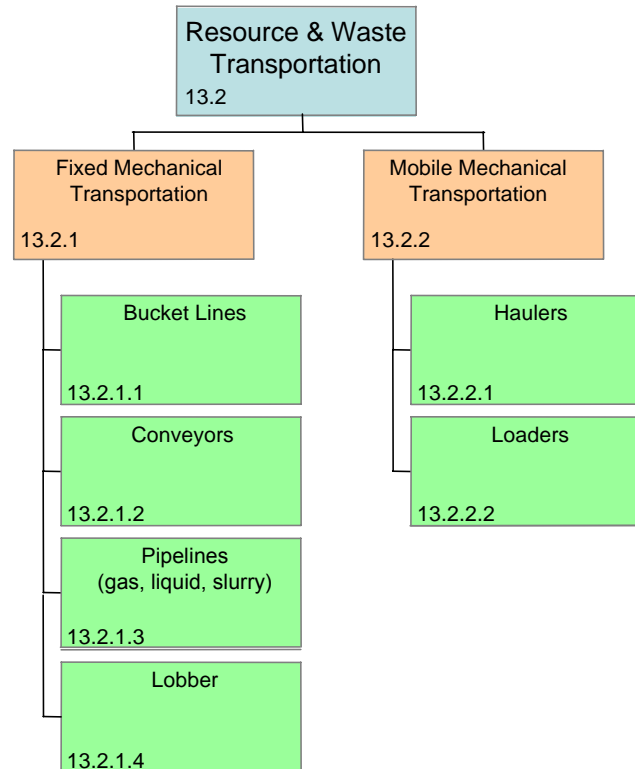 Resource & Waste
Transportation
13.2
Fixed Mechanical
Transportation
13.2.1
Mobile Mechanical
Transportation
13.2.2
Bucket Lines
13.2.1.1
Haulers
13.2.2.1
Conveyors
13.2.1.2
Loaders
13.2.2.2
Pipelines
(gas, liquid, slurry)
13.2.1.3
Lobber
13.2.1.4